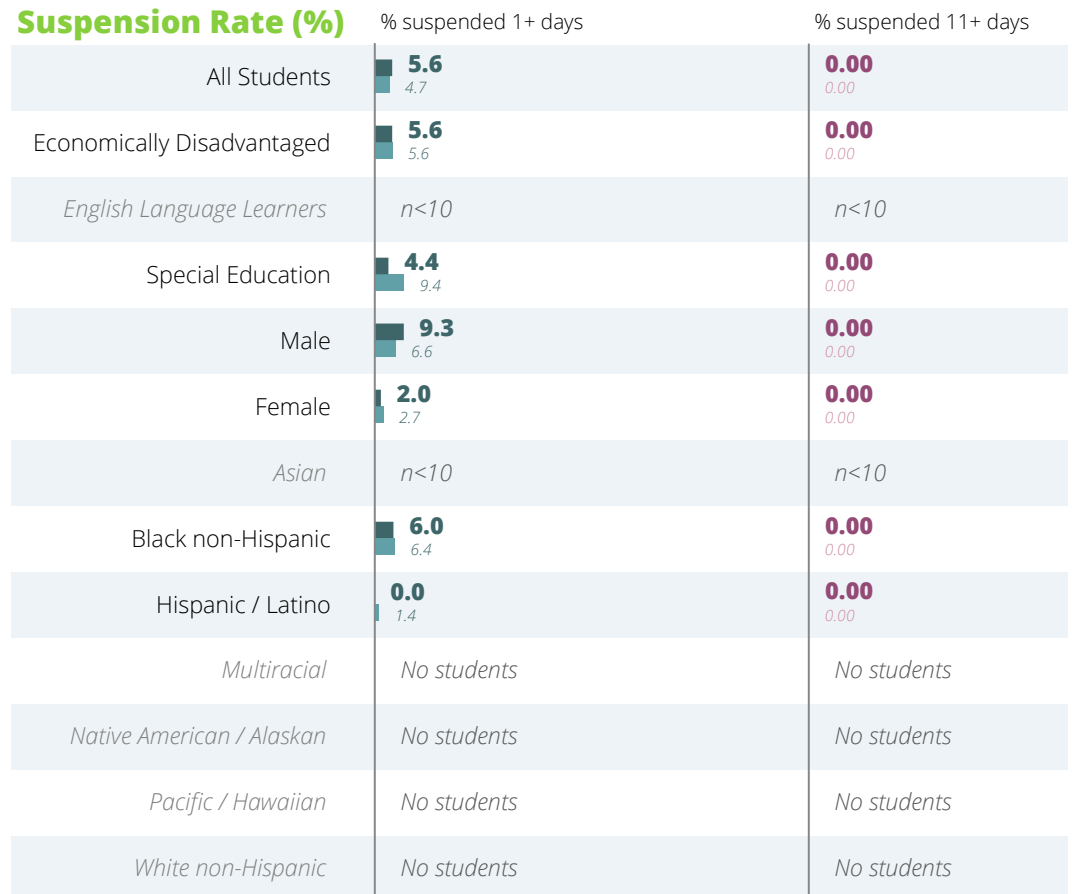 Suspension Rate (%) % suspended 1+ days % suspended 11+ days
All Students 5.6 0.00
4.7 0.00
Economically Disadvantaged 5.6 0.00
5.6 0.00
English Language Learners n<10 n<10
Special Education 4.4 0.00
9.4 0.00
Male 9.3 0.00
6.6 0.00
Female 2.0 0.00
2.7 0.00
Asian n<10 n<10
Black non-Hispanic 6.0 0.00
6.4 0.00
Hispanic / Latino 0.0 0.00
1.4 0.00
Multiracial No students No students
Native American / Alaskan No students No students
Pacific / Hawaiian No students No students
White non-Hispanic No students No students